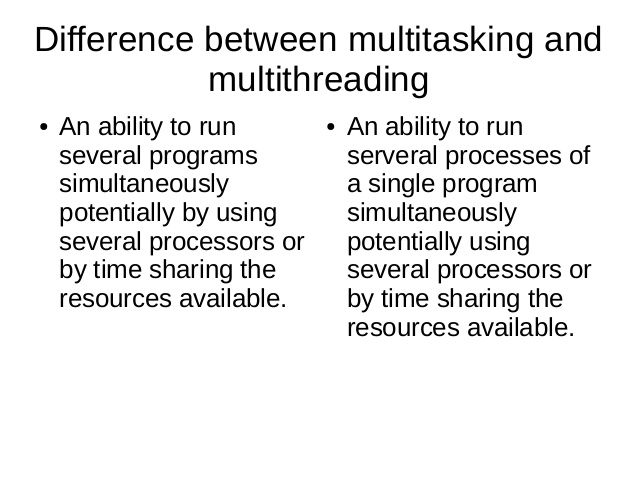 Difference between multitasking and
multithreading
• An ability to run
several programs
simultaneously
potentially by using
several processors or
by time sharing the
resources available.
• An ability to run
serveral processes of
a single program
simultaneously
potentially using
several processors or
by time sharing the
resources available.